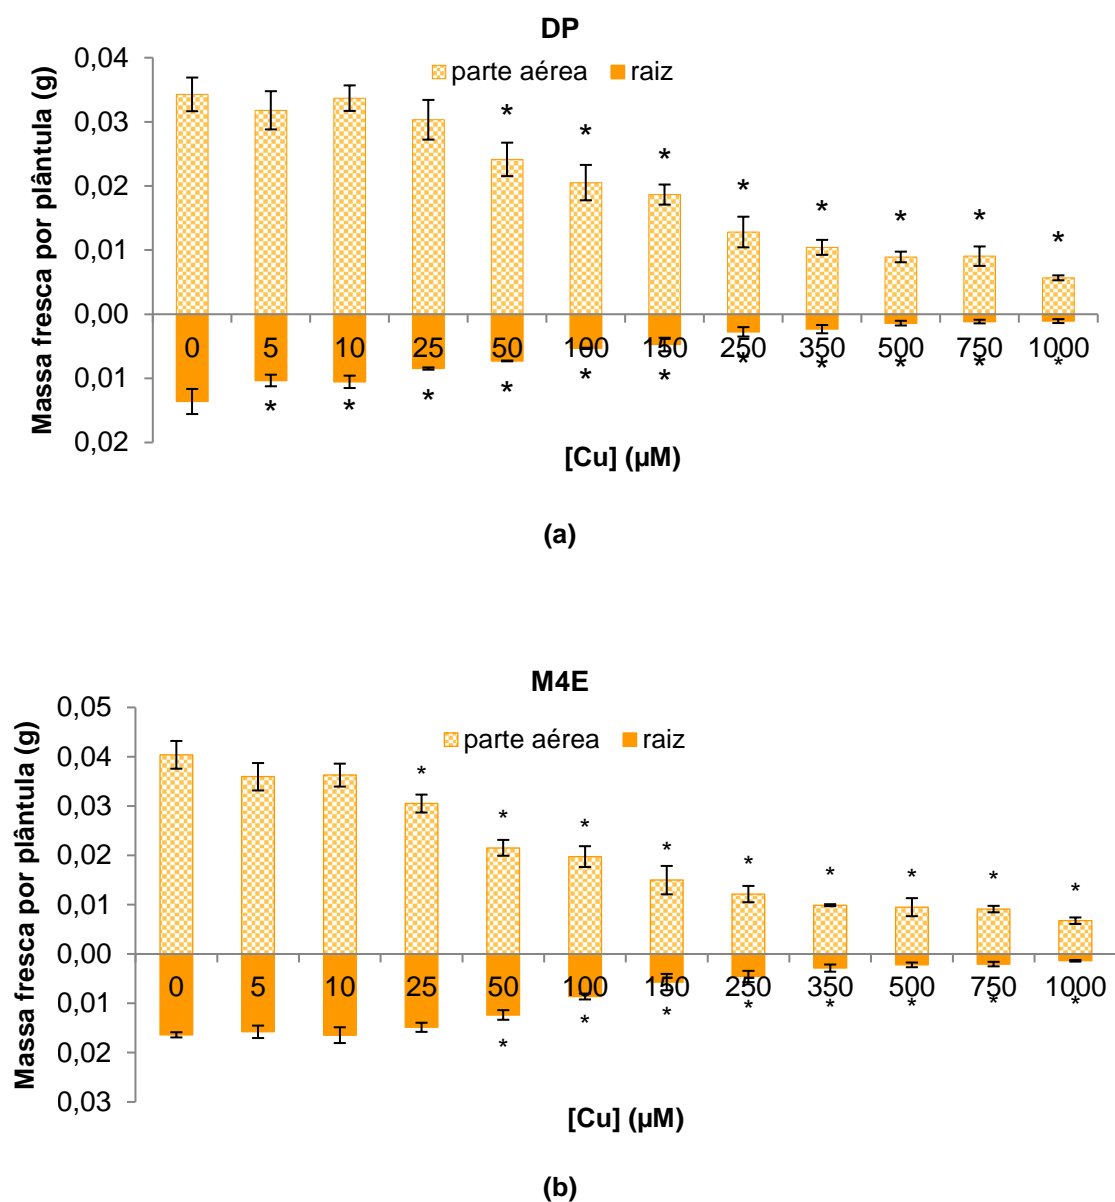 DP
parte aérea raiz
Massa fresca por plântula (g)
0,04
0,03
0,02
0,01
0,00
0,01
0,02
* * * * * * * *
0 5 10 25 50 100 150 250 350 500 750 1000
* * * * * * * * * * *
[Cu] (µM)
(a)
M4E
parte aérea raiz
Massa fresca por plântula (g)
0,05
0,04
0,03
0,02
0,01
0,00
0,01
0,02
0,03
* * * * * * * * *
0 5 10 25 50 100 150 250 350 500 750 1000
* * * * * * * *
[Cu] (µM)
(b)